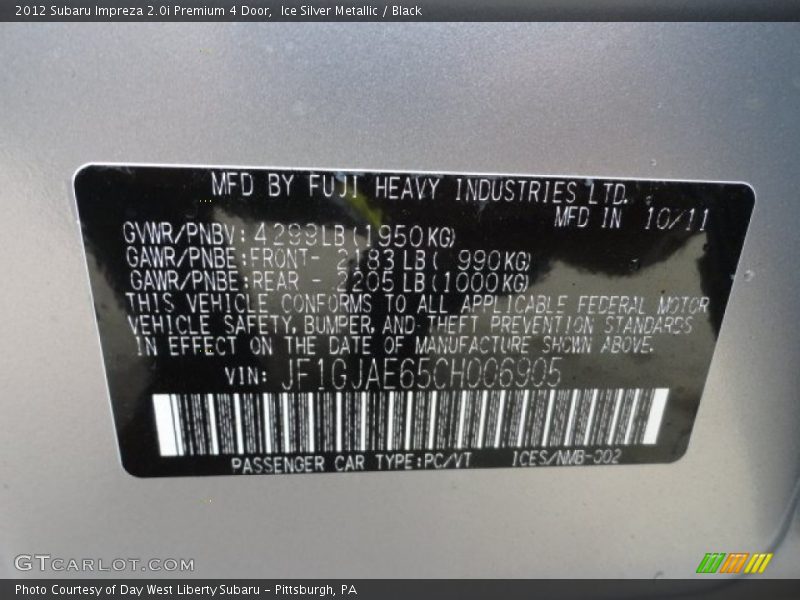 2012 Subaru Impreza 2.0i Premium 4 Door, Ice Silver Metallic / Black
MFD BY FUJI HEAVY INDUSTRIES LTD.
MFD IN 10/11
GVWR/PNBV: 4299LB(1950KG)
GAWR/PNBE:FRONT- 2183LB( 990KG)
GAWR/PNBE:REAR - 2205LB(1000KG)
THIS VEHICLE CONFORMS TO ALL APPLICABLE FEDERAL MOTOR
VEHICLE SAFETY, BUMPER, AND THEFT PREVENTION STANDARDS
IN EFFECT ON THE DATE OF MANUFACTURE SHOWN ABOVE.
VIN: JF1GJAE65CH006905
PASSENGER CAR TYPE:PC/VT ICES/NMB-002
GTCARLOT.COM
Photo Courtesy of Day West Liberty Subaru - Pittsburgh, PA